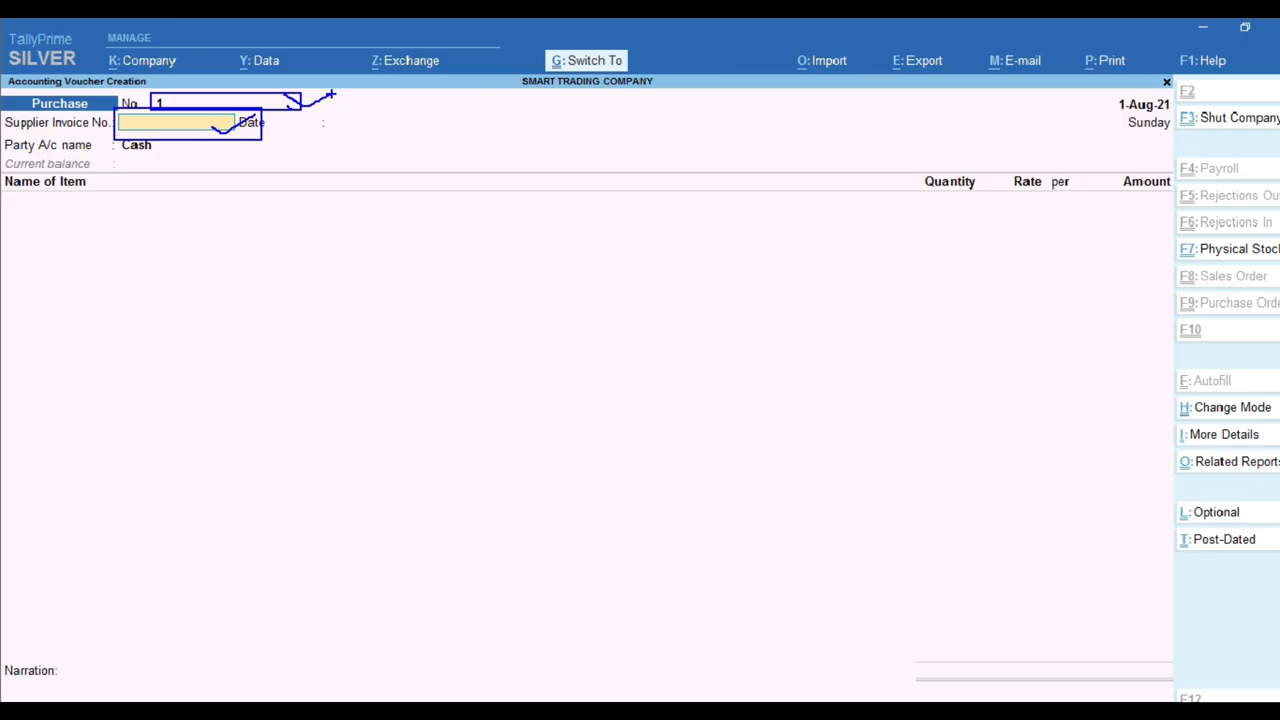 TallyPrime MANAGE
SILVER K: Company Y: Data Z: Exchange G: Switch To O: Import E: Export M: E-mail P: Print F1: Help
Accounting Voucher Creation SMART TRADING COMPANY x
Purchase No. 1 1-Aug-21
Supplier Invoice No.: Date : Sunday
Party A/c name : Cash
Current balance :
Name of Item Quantity Rate per Amount
Narration:
F2
F3: Shut Company
F4: Payroll
F5: Rejections Ou
F6: Rejections In
F7: Physical Stoc
F8: Sales Order
F9: Purchase Orde
F10
F: Autofill
H: Change Mode
I: More Details
O: Related Reports
L: Optional
T: Post-Dated
F12